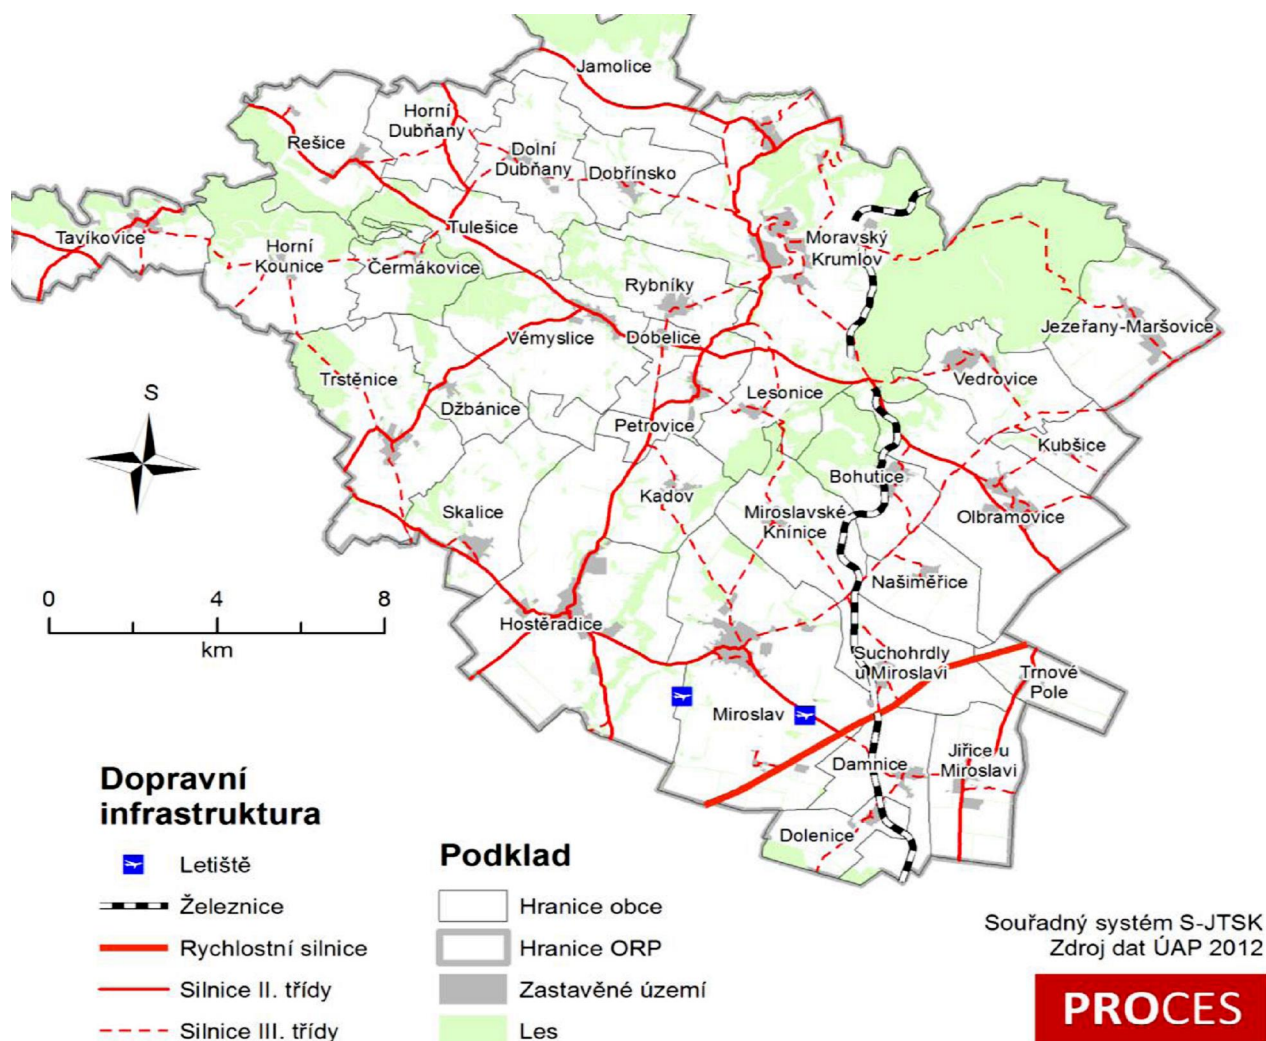 Jamolice
Horní
Dubňany
Rešice
Dolní
Dubňany
Dobřínsko
Tulešice
Tavíkovice
Horní
Kounice
Čermákovice
Moravský
Krumlov
Rybníky
Jezeřany-Maršovice
Vémyslice
Dobelice
Trstěnice
Vedrovice
Lesonice
Džbánice
S
Petrovice
Kubšice
Bohutice
Kadov
Skalice
Miroslavské
Knínice
Olbramovice
Našiměřice
0 4 8
km
Hostěradice
Suchohrdly
u Miroslavi
Trnové
Pole
Miroslav
Damnice
Jiřice u
Miroslavi
Dolenice
Dopravní
infrastruktura
Letiště
Železnice
Rychlostní silnice
Silnice II. třídy
Silnice III. třídy
Podklad
Hranice obce
Hranice ORP
Zastavěné území
Les
Souřadný systém S-JTSK
Zdroj dat ÚAP 2012
PROCES